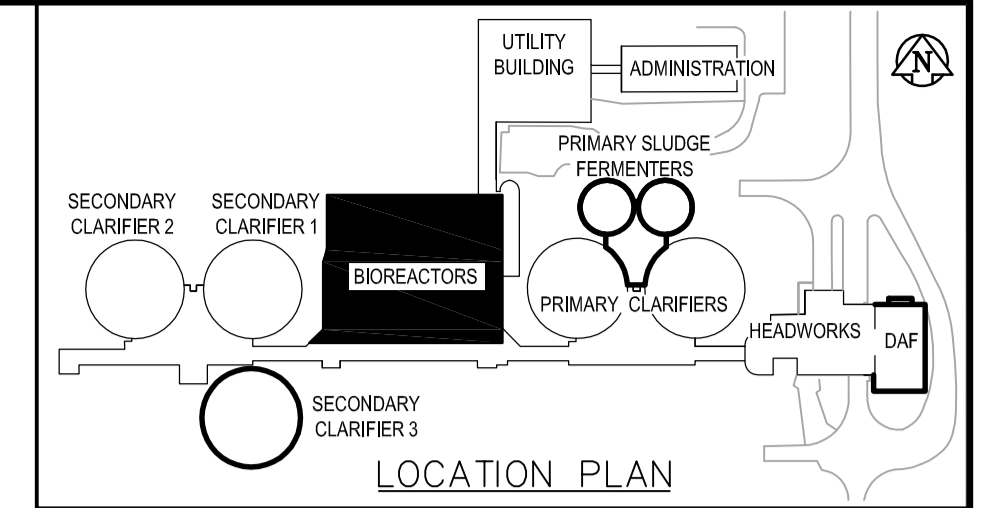 UTILITY
BUILDING
ADMINISTRATION
N
PRIMARY SLUDGE
FERMENTERS
SECONDARY
CLARIFIER 2
SECONDARY
CLARIFIER 1
BIOREACTORS
PRIMARY CLARIFIERS
HEADWORKS
DAF
SECONDARY
CLARIFIER 3
LOCATION PLAN